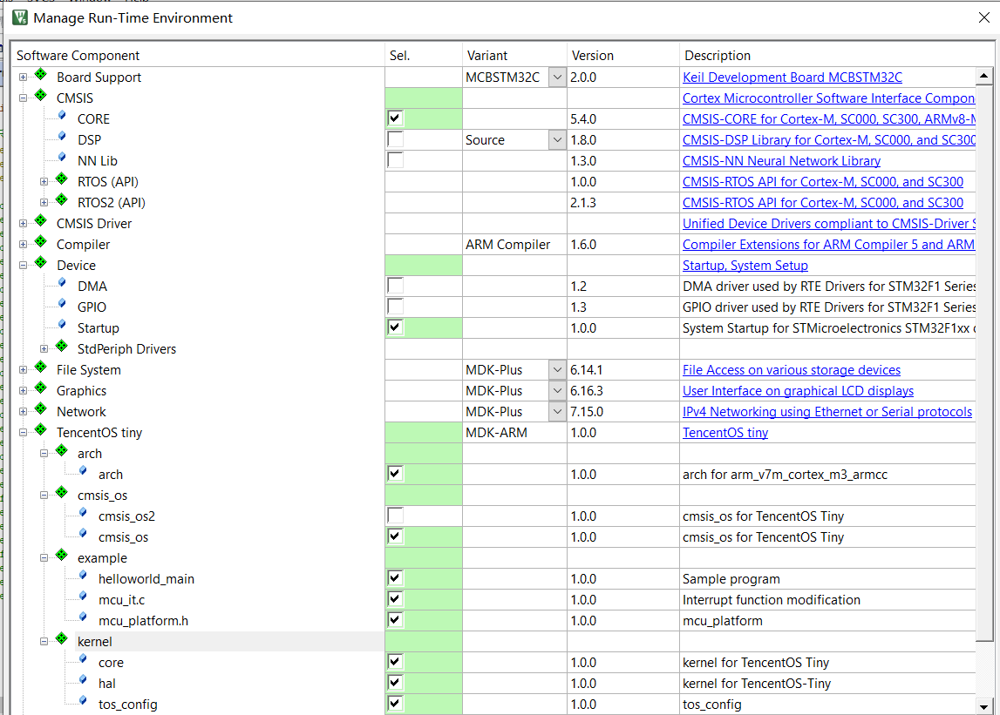 Manage Run-Time Environment
Software Component Sel. Variant Version Description
Board Support MCBSTM32C 2.0.0 Keil Development Board MCBSTM32C
CMSIS Cortex Microcontroller Software Interface Compon
CORE 5.4.0 CMSIS-CORE for Cortex-M, SC000, SC300, ARMv8-M
DSP Source 1.8.0 CMSIS-DSP Library for Cortex-M, SC000, and SC300
NN Lib 1.3.0 CMSIS-NN Neural Network Library
RTOS (API) 1.0.0 CMSIS-RTOS API for Cortex-M, SC000, and SC300
RTOS2 (API) 2.1.3 CMSIS-RTOS API for Cortex-M, SC000, and SC300
CMSIS Driver Unified Device Drivers compliant to CMSIS-Driver S
Compiler ARM Compiler 1.6.0 Compiler Extensions for ARM Compiler 5 and ARM
Device Startup, System Setup
DMA 1.2 DMA driver used by RTE Drivers for STM32F1 Series
GPIO 1.3 GPIO driver used by RTE Drivers for STM32F1 Series
Startup 1.0.0 System Startup for STMicroelectronics STM32F1xx
StdPeriph Drivers
File System MDK-Plus 6.14.1 File Access on various storage devices
Graphics MDK-Plus 6.16.3 User Interface on graphical LCD displays
Network MDK-Plus 7.15.0 IPv4 Networking using Ethernet or Serial protocols
TencentOS tiny MDK-ARM 1.0.0 TencentOS tiny
arch
arch 1.0.0 arch for arm_v7m_cortex_m3_armcc
cmsis_os
cmsis_os2 1.0.0 cmsis_os for TencentOS Tiny
cmsis_os 1.0.0 cmsis_os for TencentOS Tiny
example
helloworld_main 1.0.0 Sample program
mcu_it.c 1.0.0 Interrupt function modification
mcu_platform.h 1.0.0 mcu_platform
kernel
core 1.0.0 kernel for TencentOS Tiny
hal 1.0.0 kernel for TencentOS-Tiny
tos_config 1.0.0 tos_config